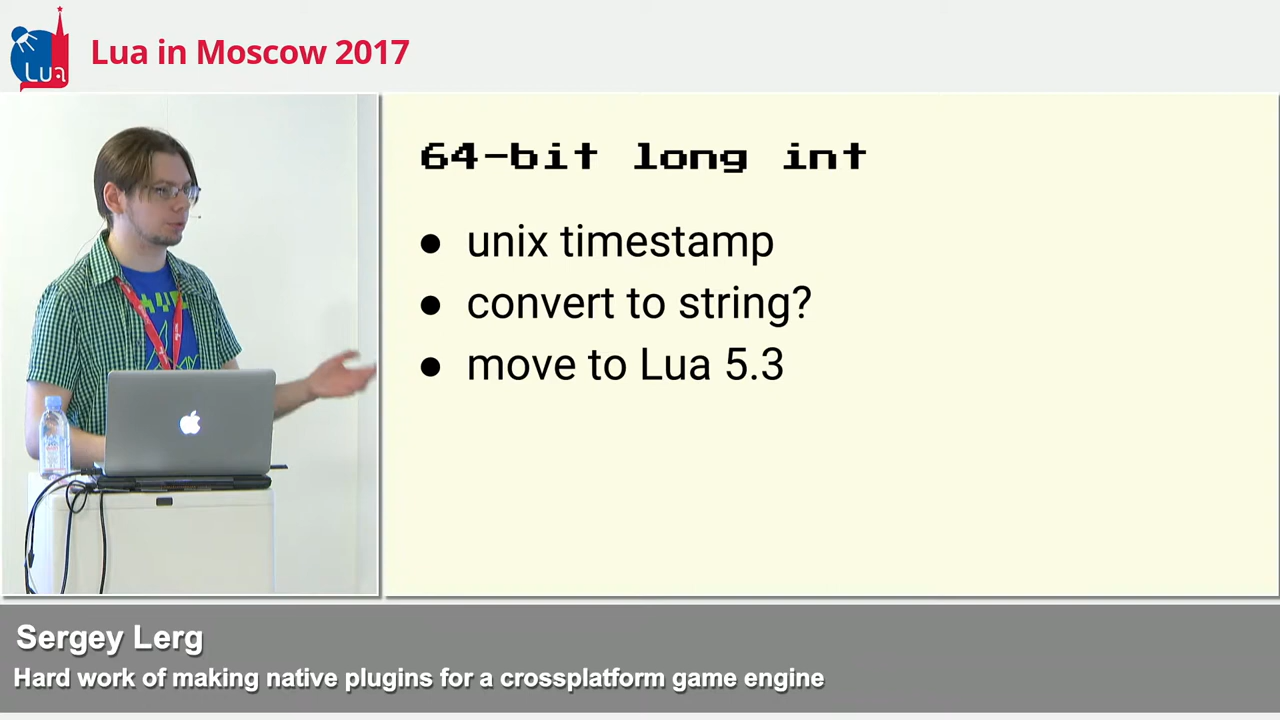 Lua
Lua in Moscow 2017
64-bit long int
● unix timestamp
● convert to string?
● move to Lua 5.3
Sergey Lerg
Hard work of making native plugins for a crossplatform game engine